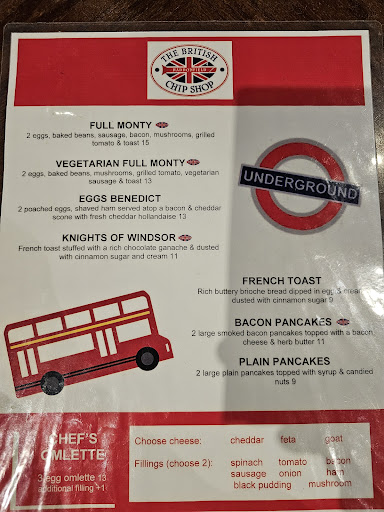 THE BRITISH
HADDONFIELD
CHIP SHOP
FULL MONTY
2 eggs, baked beans, sausage, bacon, mushrooms, grilled
tomato & toast 15
VEGETARIAN FULL MONTY
2 eggs, baked beans, mushrooms, grilled tomato, vegetarian
sausage & toast 13
EGGS BENEDICT
2 poached eggs, shaved ham served atop a bacon & cheddar
scone with fresh cheddar hollandaise 13
KNIGHTS OF WINDSOR
French toast stuffed with a rich chocolate ganache & dusted
with cinnamon sugar and cream 11
UNDERGROUND
FRENCH TOAST
Rich buttery brioche bread dipped in egg & cream
dusted with cinnamon sugar 9
BACON PANCAKES
2 large smoked bacon pancakes topped with a bacon
cheese & herb butter 11
PLAIN PANCAKES
2 large plain pancakes topped with syrup & candied
nuts 9
CHEF'S
OMLETTE
3 egg omlette 13
additional filling +1
Choose cheese: cheddar feta goat
Fillings (choose 2): spinach tomato bacon
sausage onion ham
black pudding mushroom